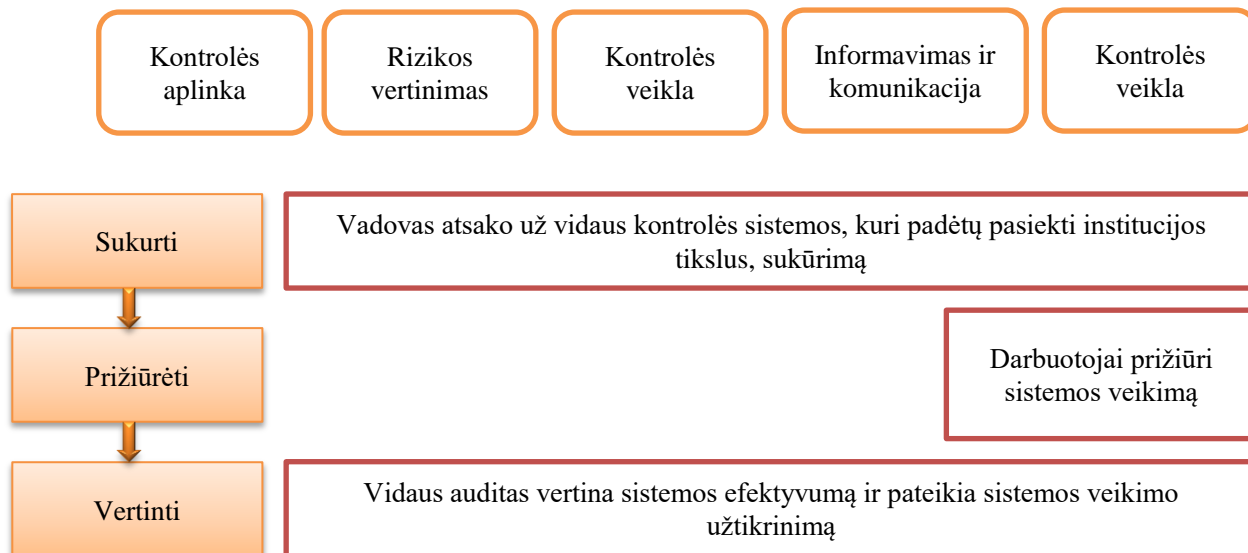 Kontrolės
aplinka
Rizikos
vertinimas
Kontrolės
veikla
Informavimas ir
komunikacija
Kontrolės
veikla
Sukurti
Vadovas atsako už vidaus kontrolės sistemos, kuri padėtų pasiekti institucijos
tikslus, sukūrimą
Prižiūrėti
Darbuotojai prižiūri
sistemos veikimą
Vertinti
Vidaus auditas vertina sistemos efektyvumą ir pateikia sistemos veikimo
užtikrinimą